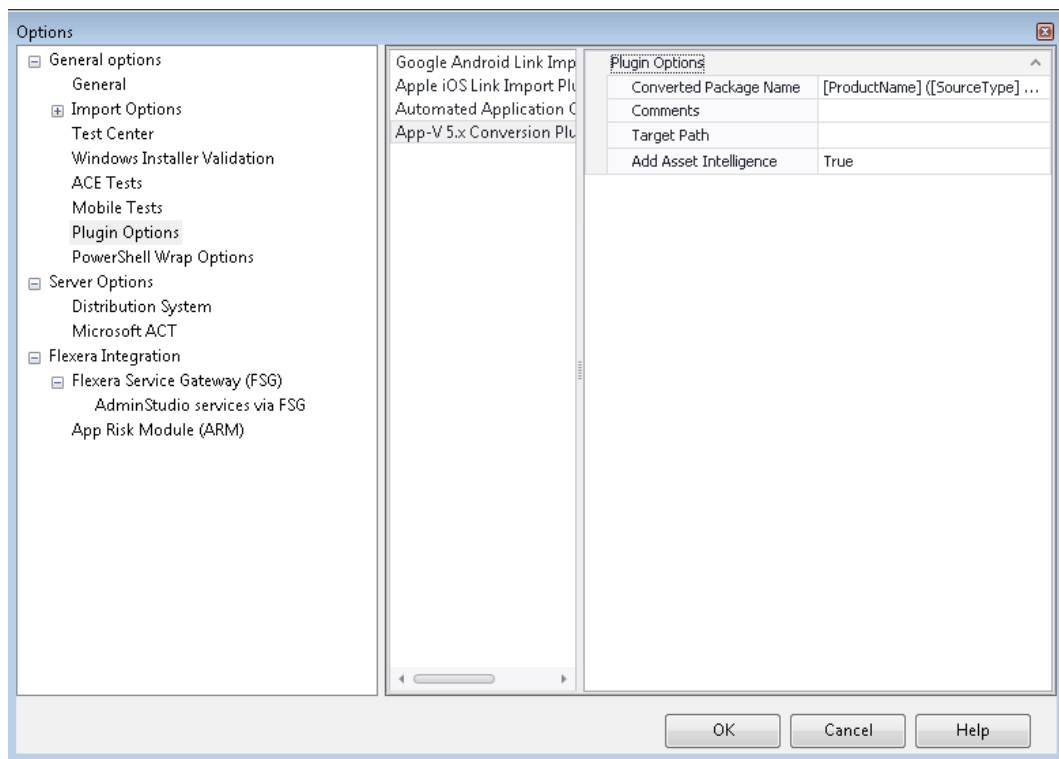 Options
General options
General
Import Options
Test Center
Windows Installer Validation
ACE Tests
Mobile Tests
Plugin Options
PowerShell Wrap Options
Server Options
Distribution System
Microsoft ACT
Flexera Integration
Flexera Service Gateway (FSG)
AdminStudio services via FSG
App Risk Module (ARM)
Google Android Link Imp
Apple iOS Link Import Plu
Automated Application C
App-V 5.x Conversion Plu
Plugin Options
Converted Package Name [ProductName] ([SourceType] ...
Comments
Target Path
Add Asset Intelligence True
OK Cancel Help